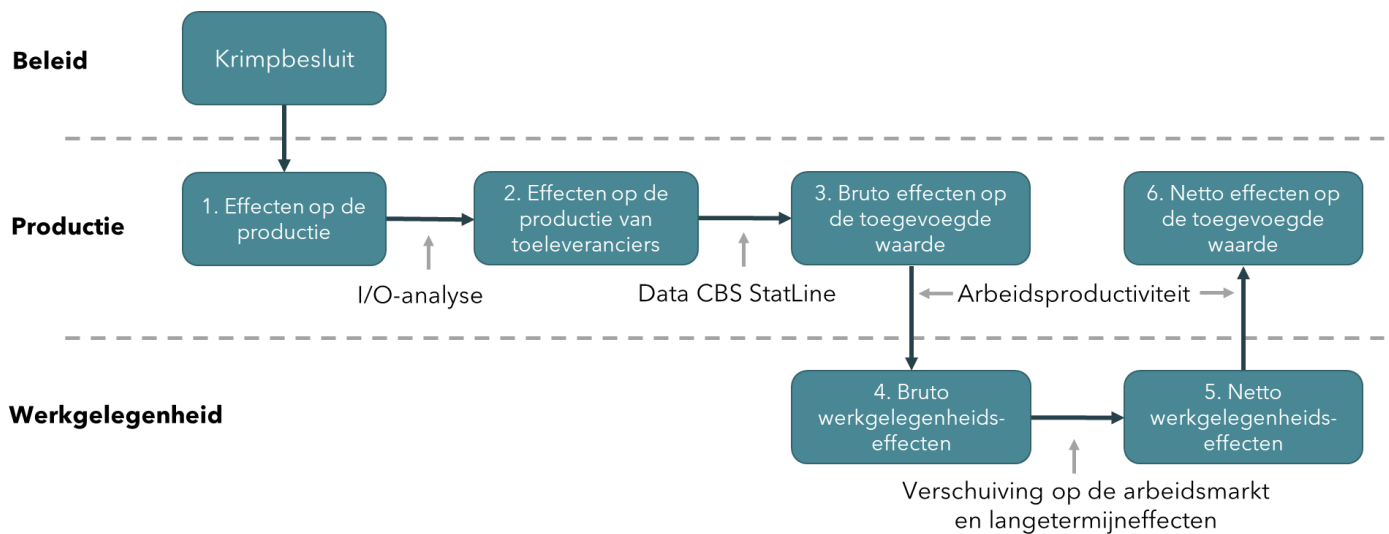 Beleid
Krimpbesluit
Productie
1. Effecten op de
productie
2. Effecten op de
productie van
toeleveranciers
3. Bruto effecten op
de toegevoegde
waarde
6. Netto effecten op
de toegevoegde
waarde
I/O-analyse
Data CBS StatLine
Arbeidsproductiviteit
Werkgelegenheid
4. Bruto
werkgelegenheids-
effecten
5. Netto
werkgelegenheids-
effecten
Verschuiving op de arbeidsmarkt
en langetermijneffecten